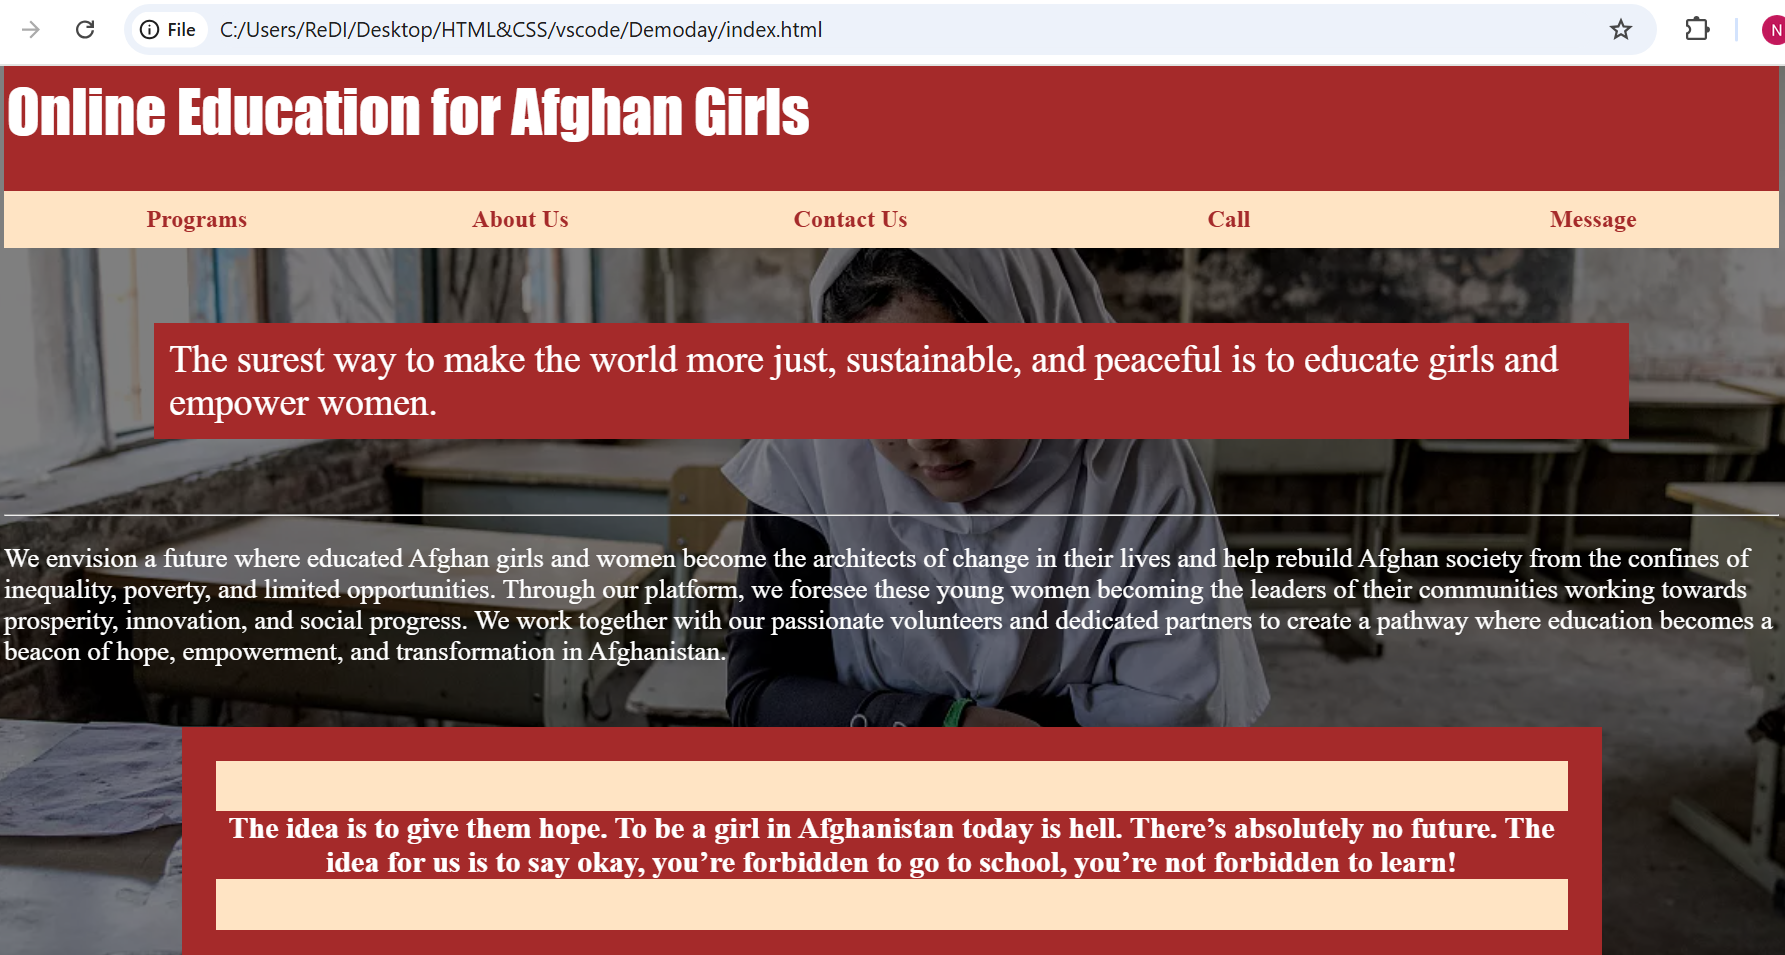 File C:/Users/ReDI/Desktop/HTML&CSS/vscode/Demoday/index.html
N
Online Education for Afghan Girls
Programs About Us Contact Us Call Message
The surest way to make the world more just, sustainable, and peaceful is to educate girls and
empower women.
We envision a future where educated Afghan girls and women become the architects of change in their lives and help rebuild Afghan society from the confines of
inequality, poverty, and limited opportunities. Through our platform, we foresee these young women becoming the leaders of their communities working towards
prosperity, innovation, and social progress. We work together with our passionate volunteers and dedicated partners to create a pathway where education becomes a
beacon of hope, empowerment, and transformation in Afghanistan.
The idea is to give them hope. To be a girl in Afghanistan today is hell. There’s absolutely no future. The
idea for us is to say okay, you’re forbidden to go to school, you’re not forbidden to learn!